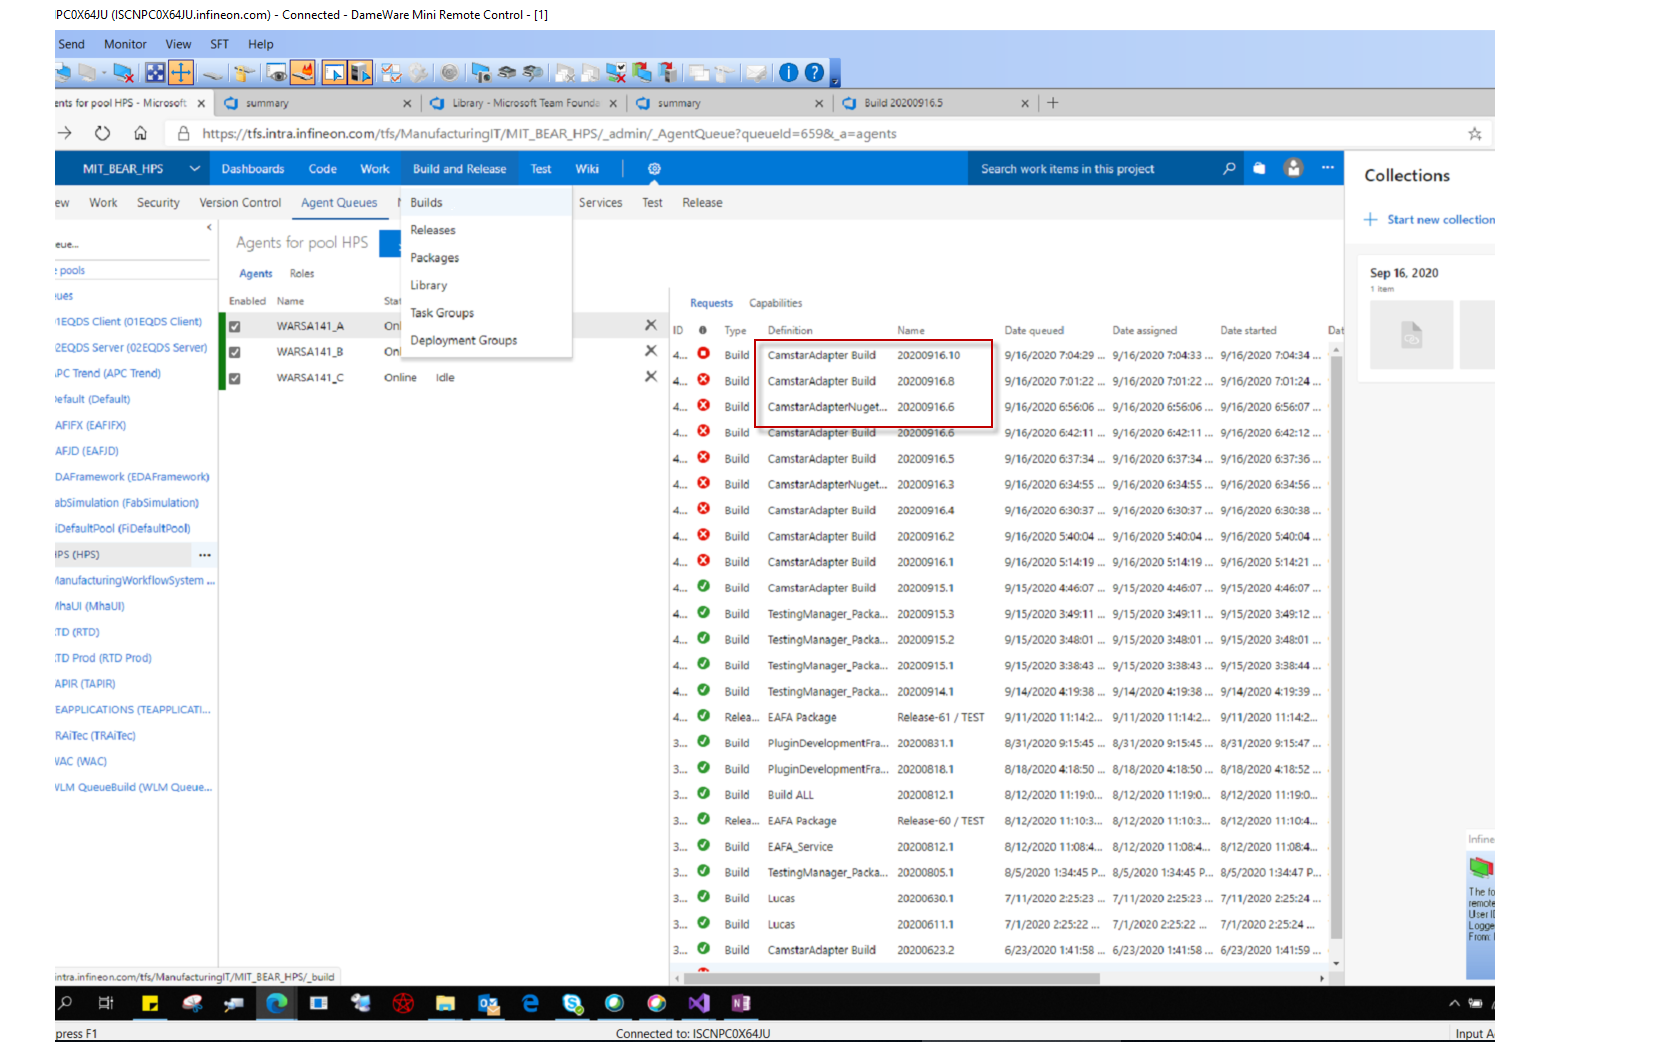 PC0X64JU (ISCNPC0X64JU.infineon.com) - Connected - DameWare Mini Remote Control - [1]
Send Monitor View SFT Help
ents for pool HPS - Microsoft summary Library - Microsoft Team Founda summary Build 20200916.5
https://tfs.intra.infineon.com/tfs/ManufacturingIT/MIT_BEAR_HPS/_admin/_AgentQueue?queueId=659&_a=agents
MIT_BEAR_HPS Dashboards Code Work Build and Release Test Wiki Search work items in this project
ew Work Security Version Control Agent Queues Services Test Release
Builds
Releases
Packages
Library
Task Groups
Deployment Groups
eue...
pools
ues
01EQDS Client (01EQDS Client)
02EQDS Server (02EQDS Server)
APC Trend (APC Trend)
Default (Default)
EAFIFX (EAFIFX)
EAFJD (EAFJD)
EDAFramework (EDAFramework)
abSimulation (FabSimulation)
iDefaultPool (FiDefaultPool)
HPS (HPS)
ManufacturingWorkflowSystem ...
MhaUI (MhaUI)
RTD (RTD)
RTD Prod (RTD Prod)
TAPIR (TAPIR)
TEAPPLICATIONS (TEAPPLICATI...
TRAiTec (TRAiTec)
WAC (WAC)
WLM QueueBuild (WLM Queue...
Agents for pool HPS
Agents Roles
Enabled Name Stat
WARSA141_A Onl
WARSA141_B Onl
WARSA141_C Online Idle
Requests Capabilities
ID Type Definition Name Date queued Date assigned Date started Dat
4... Build CamstarAdapter Build 20200916.10 9/16/2020 7:04:29 ... 9/16/2020 7:04:33 ... 9/16/2020 7:04:34 ...
4... Build CamstarAdapter Build 20200916.8 9/16/2020 7:01:22 ... 9/16/2020 7:01:22 ... 9/16/2020 7:01:24 ...
4... Build CamstarAdapterNuget... 20200916.6 9/16/2020 6:56:06 ... 9/16/2020 6:56:06 ... 9/16/2020 6:56:07 ...
4... Build CamstarAdapter Build 20200916.6 9/16/2020 6:42:11 ... 9/16/2020 6:42:11 ... 9/16/2020 6:42:12 ...
4... Build CamstarAdapter Build 20200916.5 9/16/2020 6:37:34 ... 9/16/2020 6:37:34 ... 9/16/2020 6:37:36 ...
4... Build CamstarAdapterNuget... 20200916.3 9/16/2020 6:34:55 ... 9/16/2020 6:34:55 ... 9/16/2020 6:34:56 ...
4... Build CamstarAdapter Build 20200916.4 9/16/2020 6:30:37 ... 9/16/2020 6:30:37 ... 9/16/2020 6:30:38 ...
4... Build CamstarAdapter Build 20200916.2 9/16/2020 5:40:04 ... 9/16/2020 5:40:04 ... 9/16/2020 5:40:04 ...
4... Build CamstarAdapter Build 20200916.1 9/16/2020 5:14:19 ... 9/16/2020 5:14:19 ... 9/16/2020 5:14:21 ...
4... Build CamstarAdapter Build 20200915.1 9/15/2020 4:46:07 ... 9/15/2020 4:46:07 ... 9/15/2020 4:46:07 ...
4... Build TestingManager_Packa... 20200915.3 9/15/2020 3:49:11 ... 9/15/2020 3:49:11 ... 9/15/2020 3:49:12 ...
4... Build TestingManager_Packa... 20200915.2 9/15/2020 3:48:01 ... 9/15/2020 3:48:01 ... 9/15/2020 3:48:01 ...
4... Build TestingManager_Packa... 20200915.1 9/15/2020 3:38:43 ... 9/15/2020 3:38:43 ... 9/15/2020 3:38:44 ...
4... Build TestingManager_Packa... 20200914.1 9/14/2020 4:19:38 ... 9/14/2020 4:19:38 ... 9/14/2020 4:19:39 ...
4... Relea... EAFA Package Release-61 / TEST 9/11/2020 11:14:2... 9/11/2020 11:14:2... 9/11/2020 11:14:2...
3... Build PluginDevelopmentFra... 20200831.1 8/31/2020 9:15:45 ... 8/31/2020 9:15:45 ... 8/31/2020 9:15:47 ...
3... Build PluginDevelopmentFra... 20200818.1 8/18/2020 4:18:50 ... 8/18/2020 4:18:50 ... 8/18/2020 4:18:52 ...
3... Build Build ALL 20200812.1 8/12/2020 11:19:0... 8/12/2020 11:19:0... 8/12/2020 11:19:0...
3... Relea... EAFA Package Release-60 / TEST 8/12/2020 11:10:3... 8/12/2020 11:10:3... 8/12/2020 11:10:4...
3... Build EAFA_Service 20200812.1 8/12/2020 11:08:4... 8/12/2020 11:08:4... 8/12/2020 11:08:4...
3... Build TestingManager_Packa... 20200805.1 8/5/2020 1:34:45 P... 8/5/2020 1:34:45 P... 8/5/2020 1:34:47 P...
3... Build Lucas 20200630.1 7/11/2020 2:25:23 ... 7/11/2020 2:25:23 ... 7/11/2020 2:25:24 ...
3... Build Lucas 20200611.1 7/1/2020 2:25:22 ... 7/1/2020 2:25:22 ... 7/1/2020 2:25:24 ...
3... Build CamstarAdapter Build 20200623.2 6/23/2020 1:41:58 ... 6/23/2020 1:41:58 ... 6/23/2020 1:41:59 ...
Collections
Start new collection
Sep 16, 2020
1 item
Infine
The fo
remote
User ID
Logge
From:
intra.infineon.com/tfs/ManufacturingIT/MIT_BEAR_HPS/_build
press F1 Connected to: ISCNPC0X64JU Input A